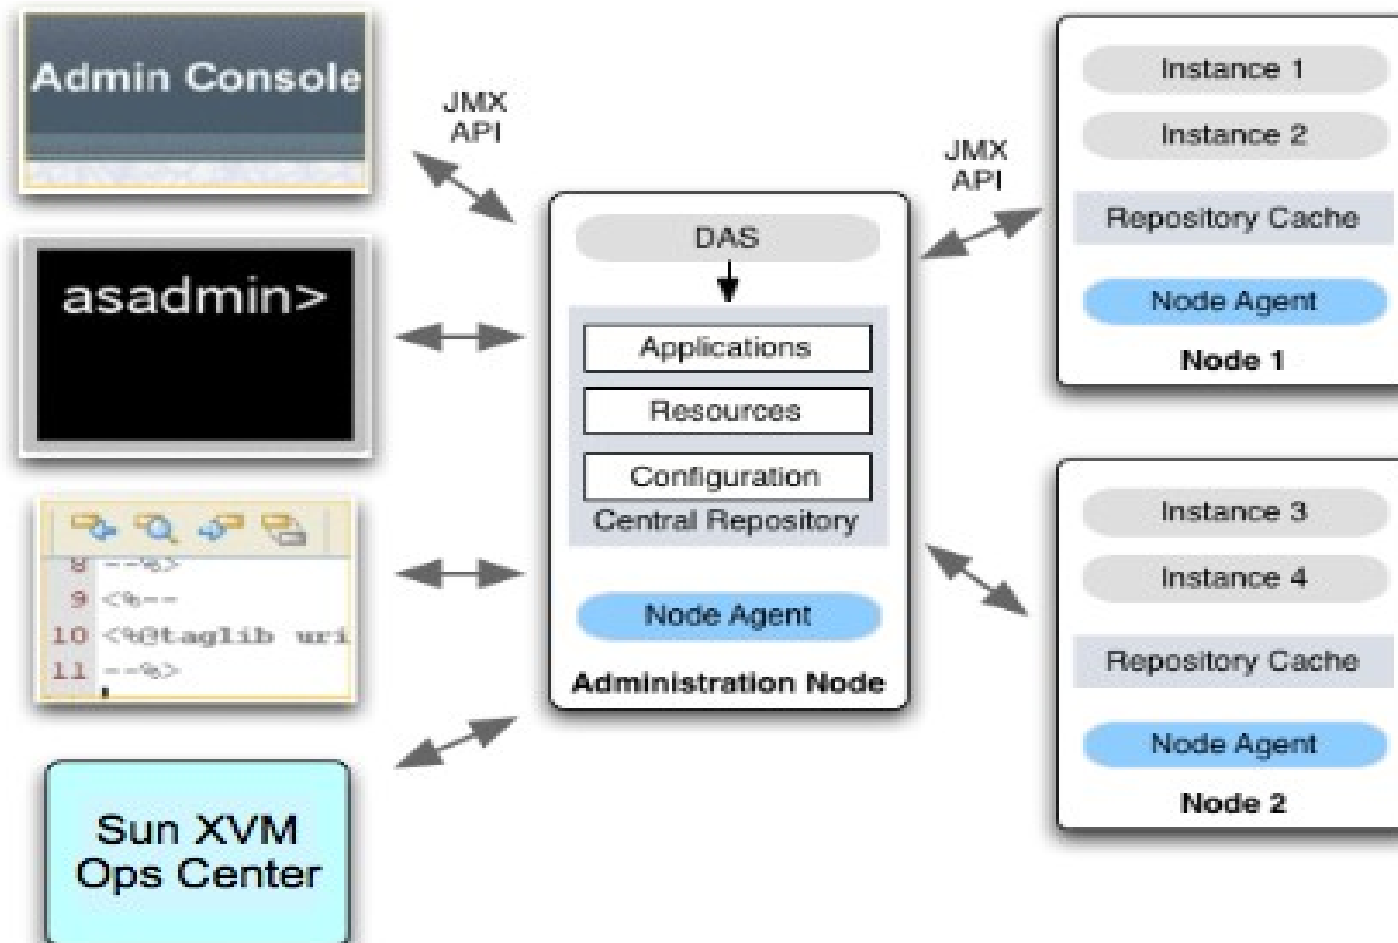 Admin Console
JMX
API
asadmin>
8 --%>
9 <%--
10 <%@taglib uri
11 --%>
Sun XVM
Ops Center
DAS
Applications
Resources
Configuration
Central Repository
Node Agent
Administration Node
JMX
API
Instance 1
Instance 2
Repository Cache
Node Agent
Node 1
Instance 3
Instance 4
Repository Cache
Node Agent
Node 2